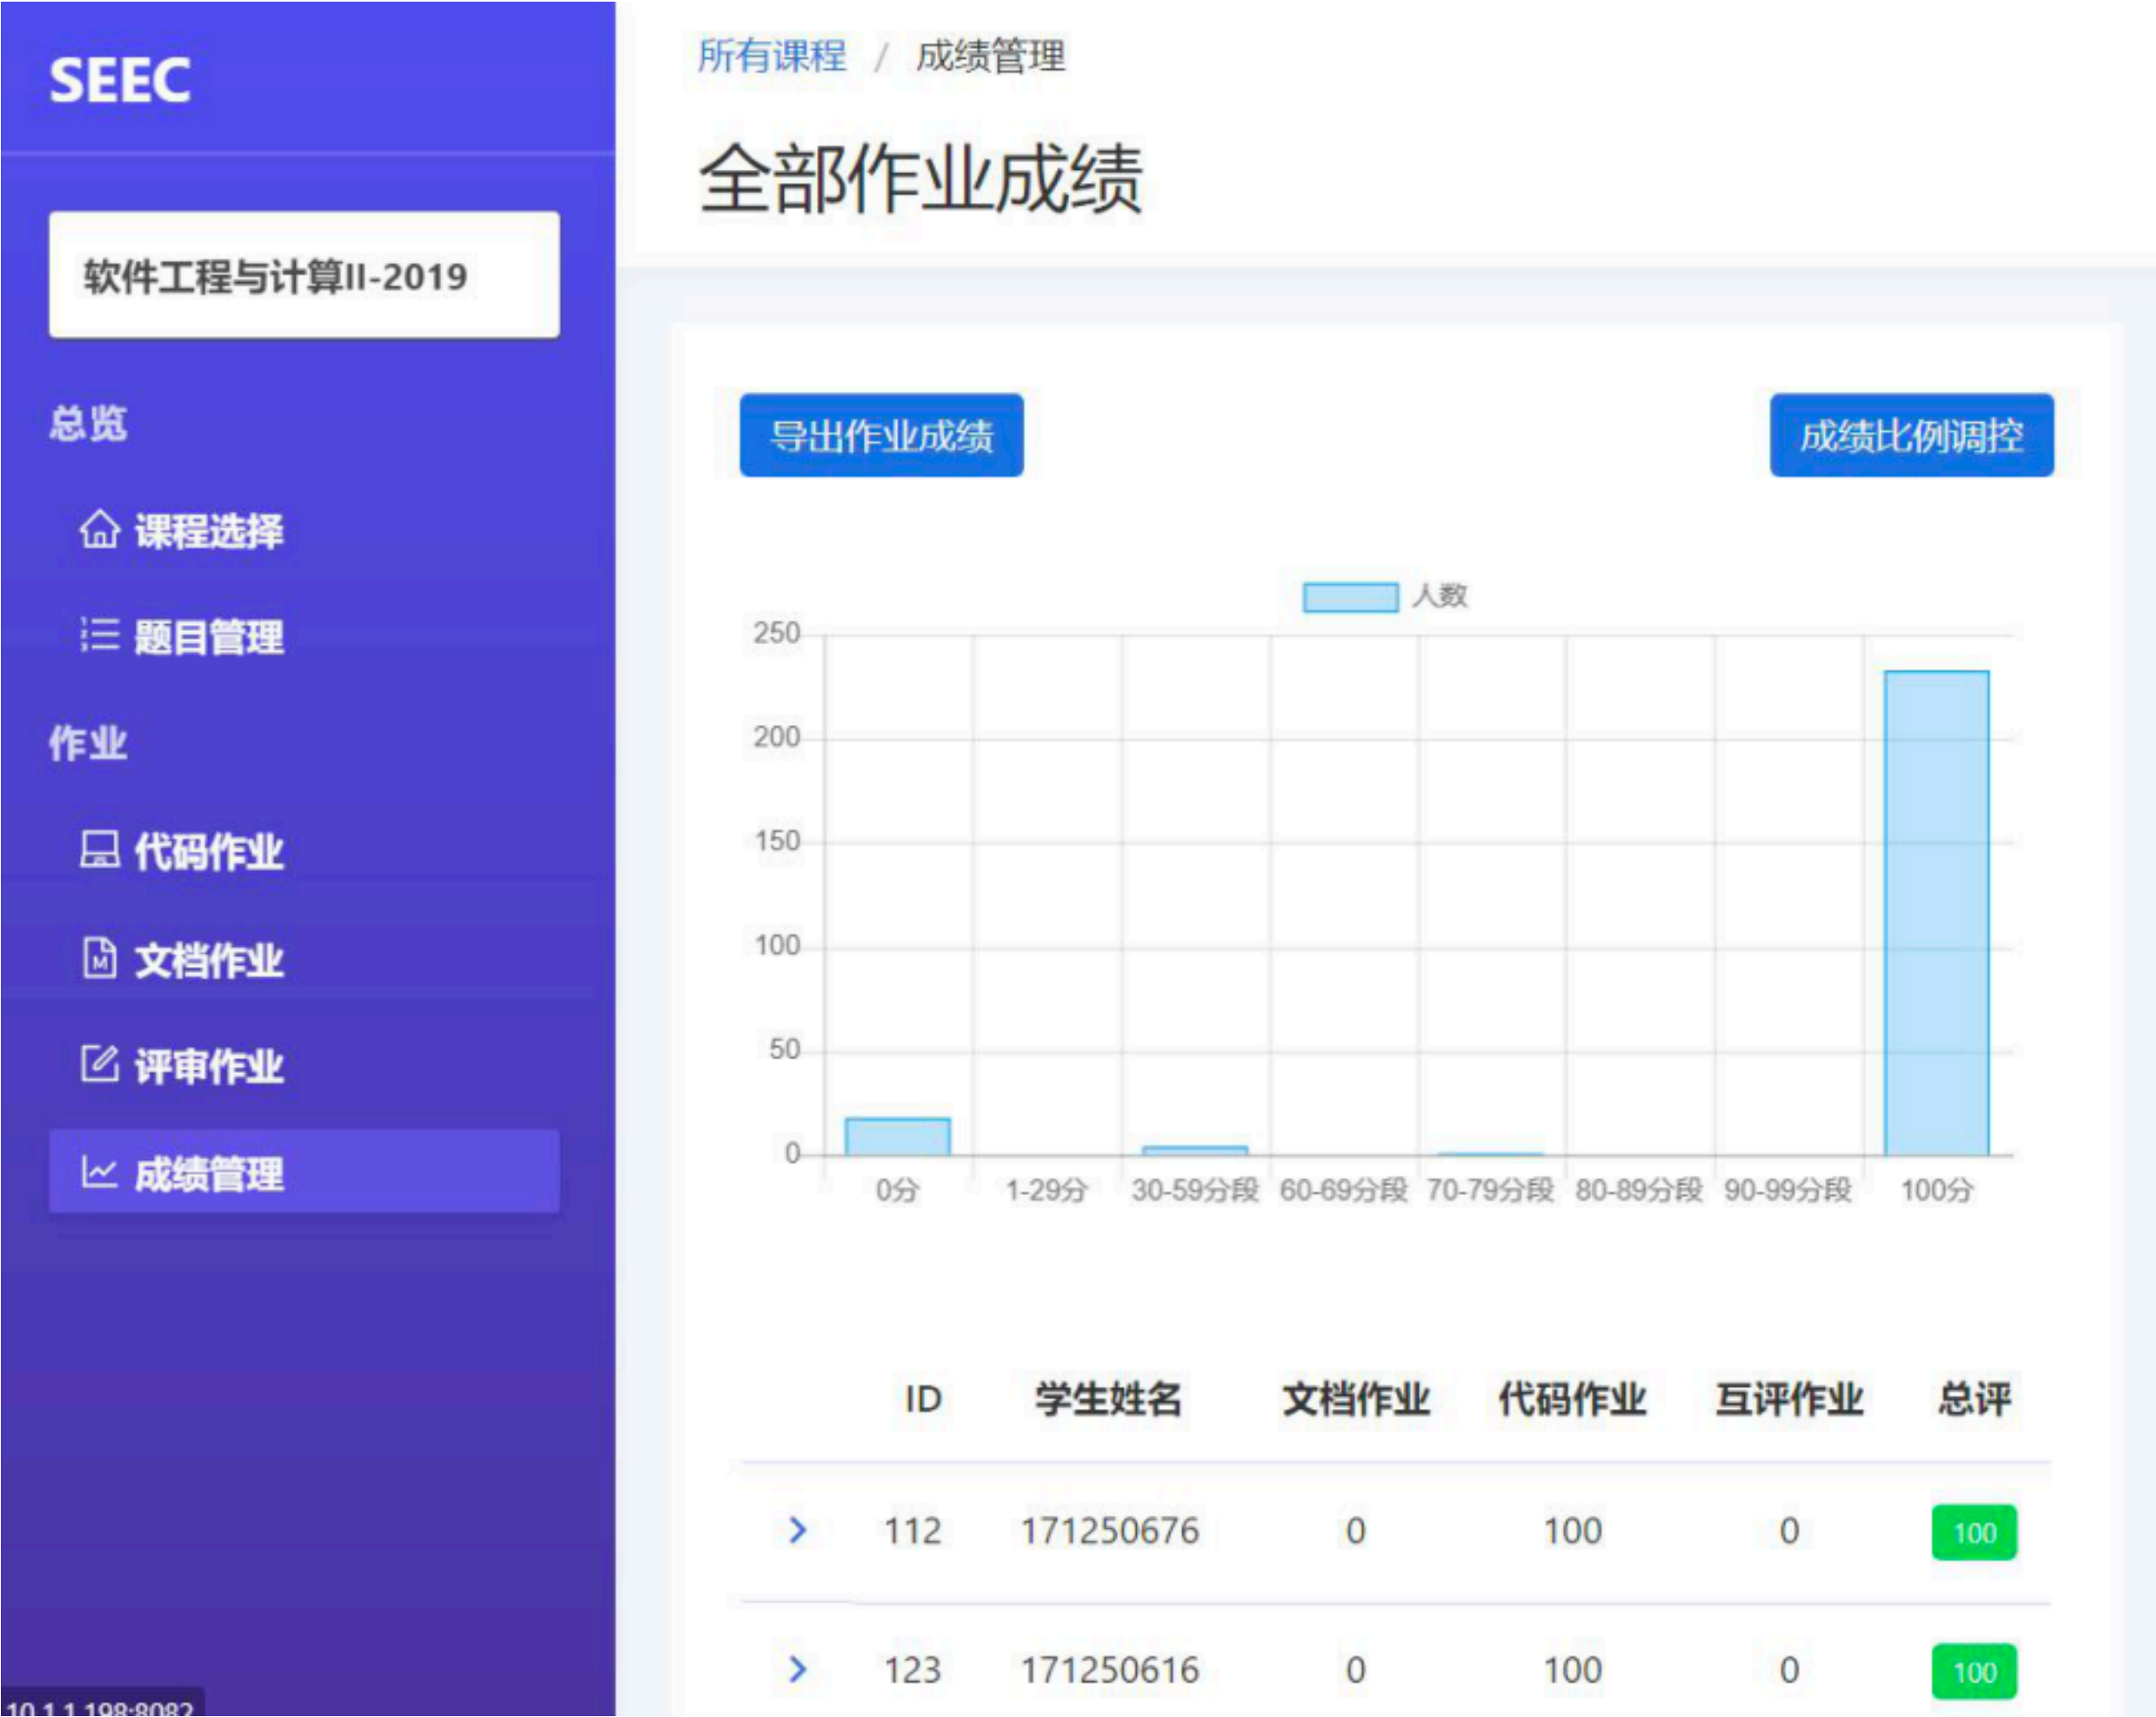 SEEC
软件工程与计算II-2019
总览
课程选择
题目管理
作业
代码作业
文档作业
评审作业
成绩管理
10.1.1.198:8082
所有课程 / 成绩管理
全部作业成绩
导出作业成绩 成绩比例调控
人数
250
200
150
100
50
0
0分 1-29分 30-59分段 60-69分段 70-79分段 80-89分段 90-99分段 100分
ID 学生姓名 文档作业 代码作业 互评作业 总评
112 171250676 0 100 0 100
123 171250616 0 100 0 100